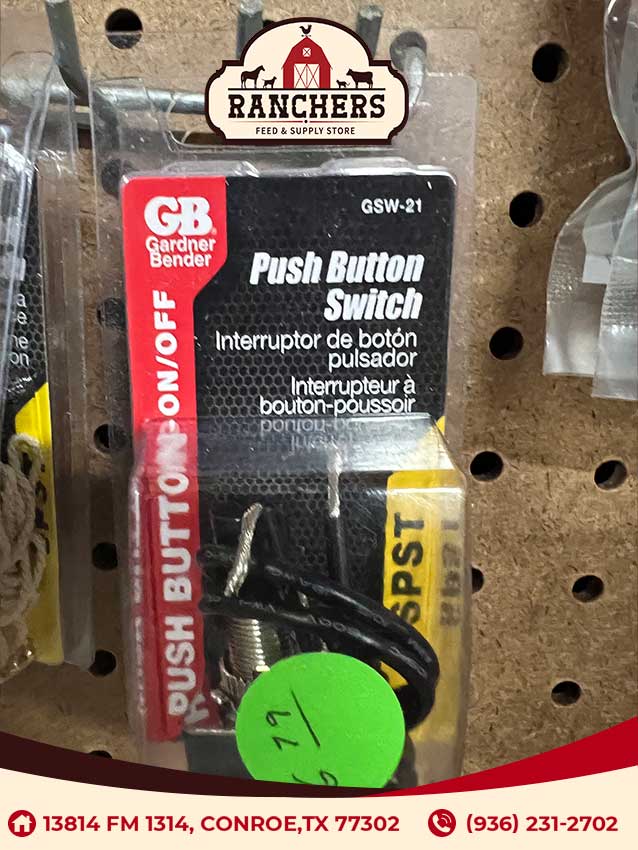 RANCHERS
FEED & SUPPLY STORE
GB
Gardner
Bender
GSW-21
Push Button
Switch
Interruptor de botón
pulsador
Interrupteur à
bouton-poussoir
PUSH BUTTON-ON/OFF
SPST
79
13814 FM 1314, CONROE,TX 77302
(936) 231-2702